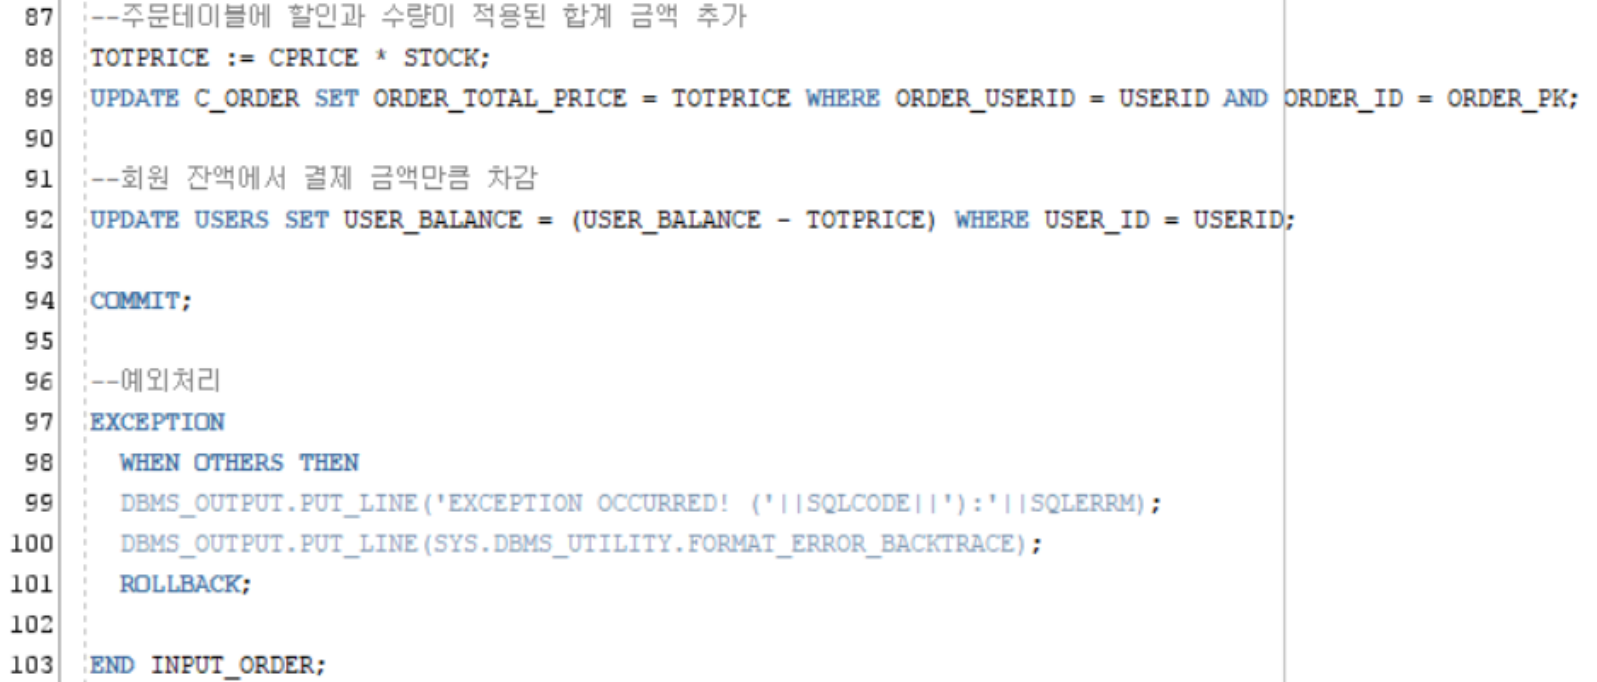 87 --주문테이블에 할인과 수량이 적용된 합계 금액 추가
88 TOTPRICE := CPRICE * STOCK;
89 UPDATE C_ORDER SET ORDER_TOTAL_PRICE = TOTPRICE WHERE ORDER_USERID = USERID AND ORDER_ID = ORDER_PK;
90
91 --회원 잔액에서 결제 금액만큼 차감
92 UPDATE USERS SET USER_BALANCE = (USER_BALANCE - TOTPRICE) WHERE USER_ID = USERID;
93
94 COMMIT;
95
96 --예외처리
97 EXCEPTION
98 WHEN OTHERS THEN
99 DBMS_OUTPUT.PUT_LINE('EXCEPTION OCCURRED! ('||SQLCODE||'):'||SQLERRM);
100 DBMS_OUTPUT.PUT_LINE(SYS.DBMS_UTILITY.FORMAT_ERROR_BACKTRACE);
101 ROLLBACK;
102
103 END INPUT_ORDER;